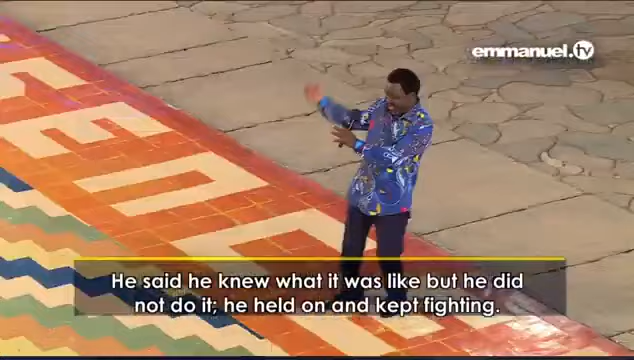 emmanuel.tv
He said he knew what it was like but he did
not do it; he held on and kept fighting.